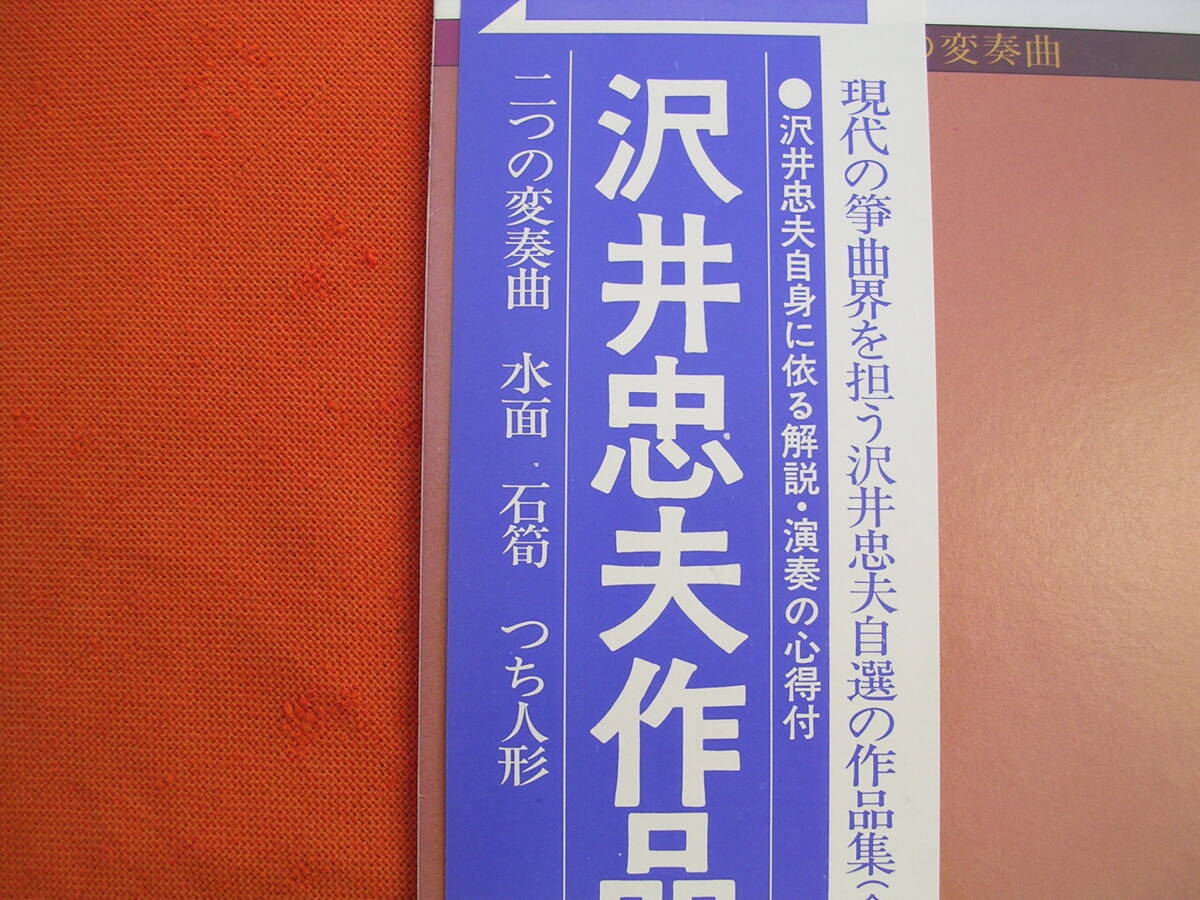 の変奏曲
現代の箏曲界を担う沢井忠夫自選の作品集(全
●沢井忠夫自身に依る解説・演奏の心得付
沢井忠夫作品
二つの変奏曲 水面 石筍 つち人形